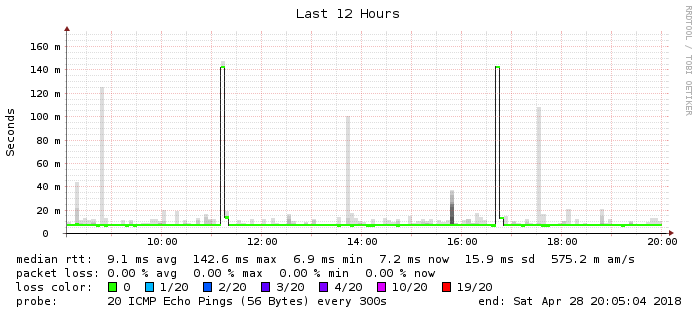 Last 12 Hours
RRDTOOL / TOBI OETIKER
Seconds
160 m
140 m
120 m
100 m
80 m
60 m
40 m
20 m
0
10:00 12:00 14:00 16:00 18:00 20:00
median rtt: 9.1 ms avg 142.6 ms max 6.9 ms min 7.2 ms now 15.9 ms sd 575.2 m am/s
packet loss: 0.00 % avg 0.00 % max 0.00 % min 0.00 % now
loss color: 0 1/20 2/20 3/20 4/20 10/20 19/20
probe: 20 ICMP Echo Pings (56 Bytes) every 300s end: Sat Apr 28 20:05:04 2018